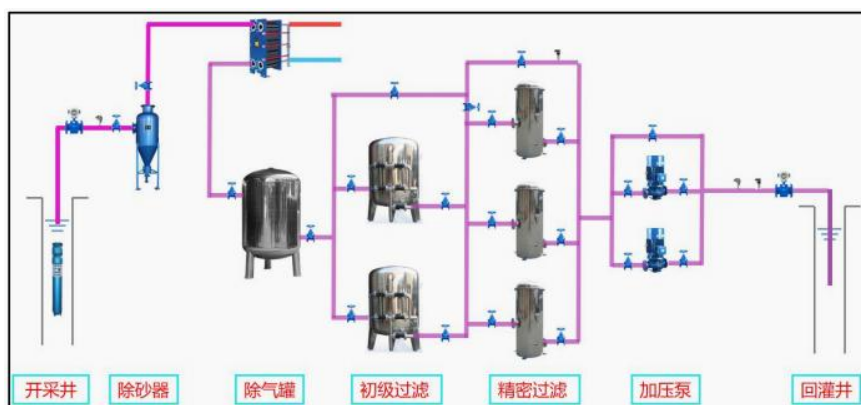 开采井
除砂器
除气罐
初级过滤
精密过滤
加压泵
回灌井